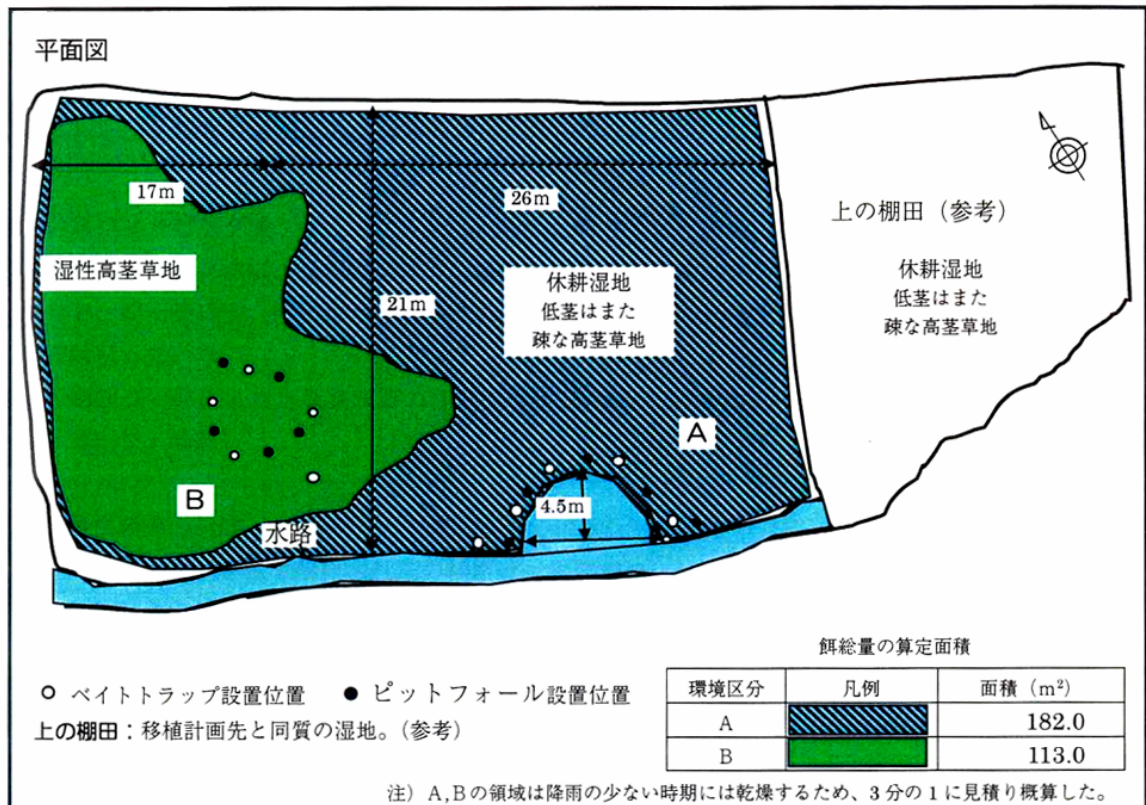 平面図
17m
26m
上の棚田（参考）
湿性高茎草地
休耕湿地
低茎はまた
疎な高茎草地
休耕湿地
低茎はまた
疎な高茎草地
21m
A
B
4.5m
水路
餌総量の算定面積
○ ベイトトラップ設置位置 ● ピットフォール設置位置
上の棚田：移植計画先と同質の湿地。（参考）
環境区分 凡例 面積（m²）
A 182.0
B 113.0
注）A,Bの領域は降雨の少ない時期には乾燥するため、3分の1に見積り概算した。